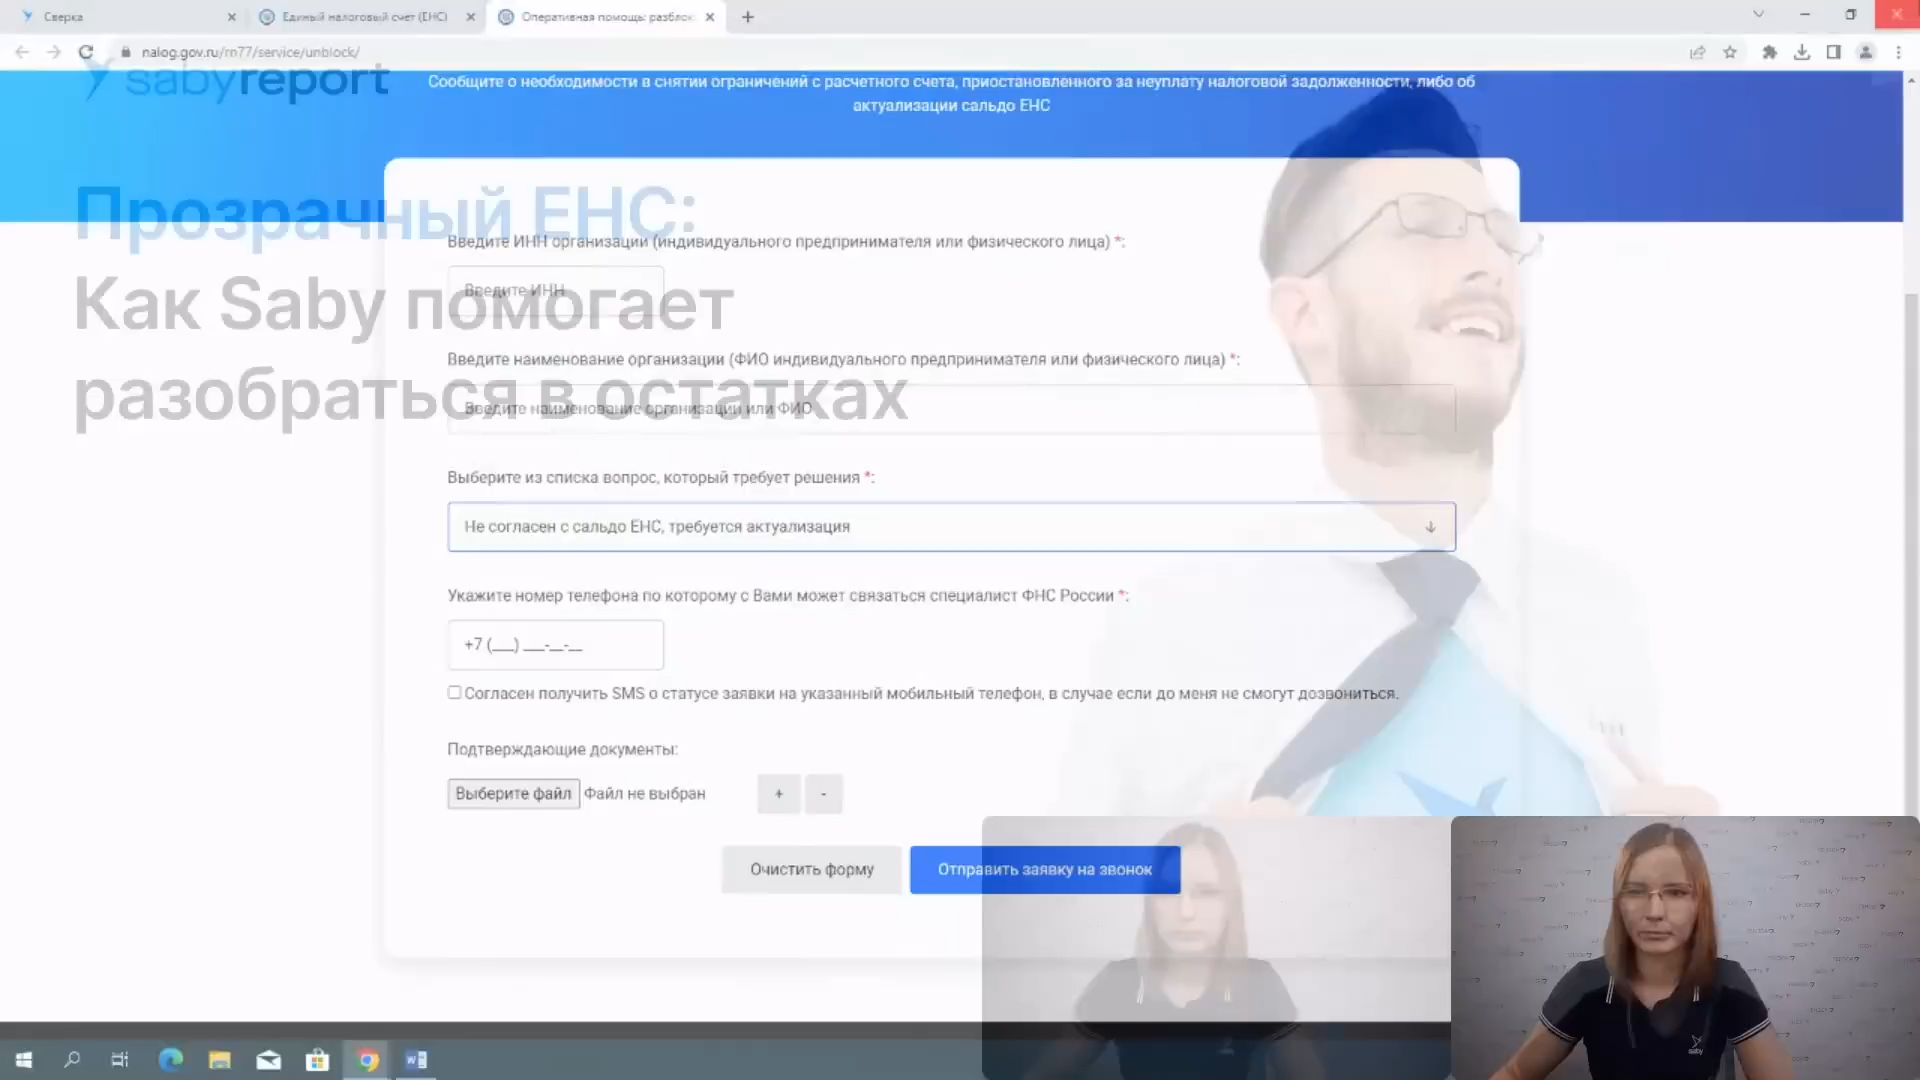 Сверка
Единый налоговый счет (ЕНС)
Оперативная помощь: разблок
nalog.gov.ru/rn77/service/unblock/
sabyreport
Сообщите о необходимости в снятии ограничений с расчетного счета, приостановленного за неуплату налоговой задолженности, либо об
актуализации сальдо ЕНС
Прозрачный ЕНС:
Как Saby помогает
разобраться в остатках
Введите ИНН организации (индивидуального предпринимателя или физического лица) *:
Введите ИНН
Введите наименование организации (ФИО индивидуального предпринимателя или физического лица) *:
Введите наименование организации или ФИО
Выберите из списка вопрос, который требует решения *:
Не согласен с сальдо ЕНС, требуется актуализация
Укажите номер телефона по которому с Вами может связаться специалист ФНС России *:
+7 (___) ___-__-__
Согласен получить SMS о статусе заявки на указанный мобильный телефон, в случае если до меня не смогут дозвониться.
Подтверждающие документы:
Выберите файл Файл не выбран + -
Очистить форму
Отправить заявку на звонок
saby